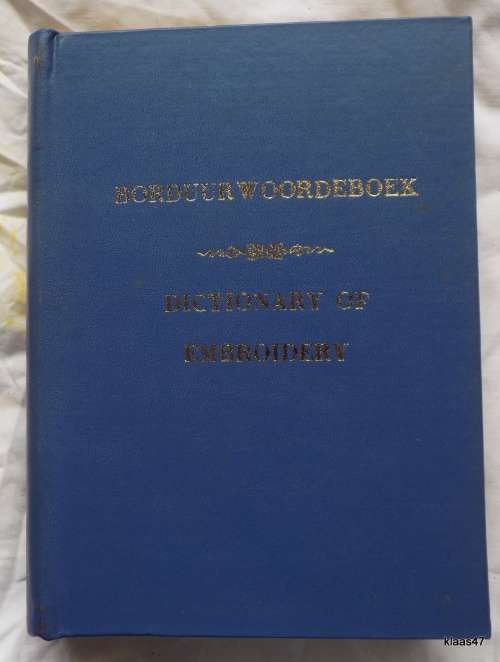 BORDUURWOORDEBOEK
DICTIONARY OF
EMBROIDERY
klaas47